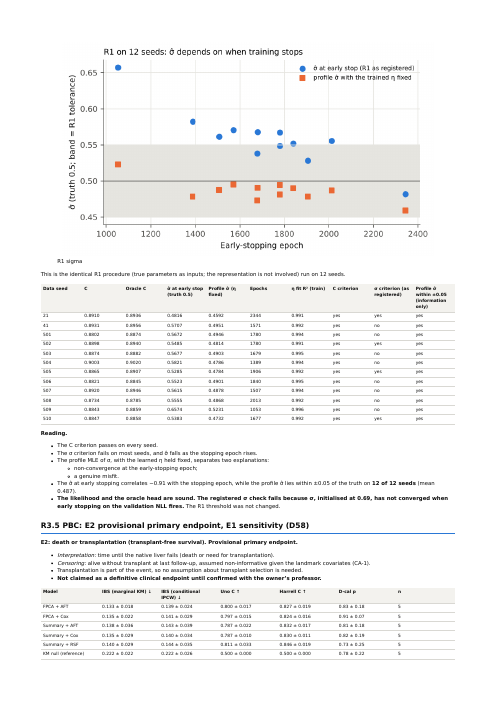 R1 on 12 seeds: σ̂ depends on when training stops
σ̂ at early stop (R1 as registered)
profile σ̂ with the trained η fixed
0.65
0.60
0.55
0.50
0.45
σ̂ (truth 0.5; band = R1 tolerance)
1000 1200 1400 1600 1800 2000 2200 2400
Early-stopping epoch
R1 sigma
This is the identical R1 procedure (true parameters as inputs; the representation is not involved) run on 12 seeds.
Data seed C Oracle C σ̂ at early stop (truth 0.5) Profile σ̂ (η fixed) Epochs η fit R² (train) C criterion σ criterion (as registered) Profile σ̂ within ±0.05 (information only)
21 0.8910 0.8936 0.4816 0.4592 2344 0.991 yes yes yes
41 0.8931 0.8956 0.5707 0.4951 1571 0.992 yes no yes
501 0.8802 0.8874 0.5672 0.4946 1780 0.994 yes no yes
502 0.8898 0.8940 0.5485 0.4814 1780 0.991 yes yes yes
503 0.8874 0.8882 0.5677 0.4903 1679 0.995 yes no yes
504 0.9003 0.9020 0.5821 0.4786 1389 0.994 yes no yes
505 0.8865 0.8907 0.5285 0.4784 1906 0.992 yes yes yes
506 0.8821 0.8845 0.5523 0.4901 1840 0.995 yes no yes
507 0.8920 0.8946 0.5615 0.4878 1507 0.994 yes no yes
508 0.8734 0.8785 0.5555 0.4868 2013 0.992 yes no yes
509 0.8843 0.8859 0.6574 0.5231 1053 0.996 yes no yes
510 0.8847 0.8858 0.5383 0.4732 1677 0.992 yes yes yes
Reading.
• The C criterion passes on every seed.
• The σ criterion fails on most seeds, and σ̂ falls as the stopping epoch rises.
• The profile MLE of σ, with the learned η held fixed, separates two explanations:
◦ non-convergence at the early-stopping epoch;
◦ a genuine misfit.
• The σ̂ at early stop correlates −0.91 with the stopping epoch, while the profile σ̂ lies within ±0.05 of the truth on 12 of 12 seeds (mean
0.487).
• The likelihood and the oracle head are sound. The registered σ check fails because σ, initialised at 0.69, has not converged
when early stopping on the validation NLL fires. The R1 threshold was not changed.
R3.5 PBC: E2 provisional primary endpoint, E1 sensitivity (D58)
E2: death or transplantation (transplant-free survival). Provisional primary endpoint.
• Interpretation: time until the native liver fails (death or need for transplantation).
• Censoring: alive without transplant at last follow-up, assumed non-informative given the landmark covariates (CA-1).
• Transplantation is part of the event, so no assumption about transplant selection is needed.
• Not claimed as a definitive clinical endpoint until confirmed with the owner's professor.
Model IBS (marginal KM) ↓ IBS (conditional IPCW) ↓ Uno C ↑ Harrell C ↑ D-cal p n
FPCA + AFT 0.133 ± 0.018 0.139 ± 0.024 0.800 ± 0.017 0.827 ± 0.019 0.83 ± 0.18 5
FPCA + Cox 0.135 ± 0.022 0.141 ± 0.029 0.797 ± 0.015 0.824 ± 0.016 0.91 ± 0.07 5
Summary + AFT 0.138 ± 0.036 0.143 ± 0.039 0.787 ± 0.022 0.832 ± 0.017 0.81 ± 0.18 5
Summary + Cox 0.135 ± 0.029 0.140 ± 0.034 0.787 ± 0.010 0.830 ± 0.011 0.82 ± 0.19 5
Summary + RSF 0.140 ± 0.029 0.144 ± 0.035 0.811 ± 0.033 0.846 ± 0.019 0.73 ± 0.25 5
KM null (reference) 0.222 ± 0.022 0.222 ± 0.026 0.500 ± 0.000 0.500 ± 0.000 0.78 ± 0.22 5